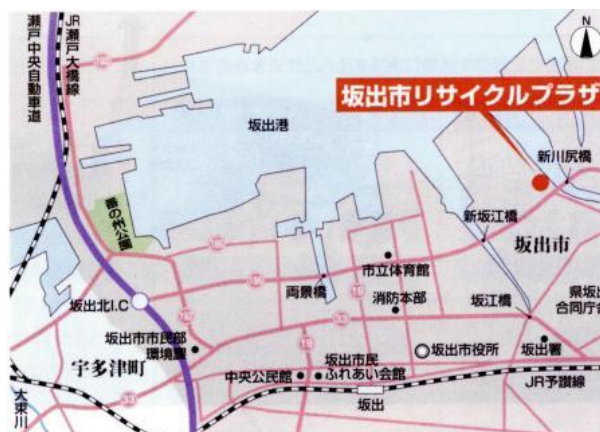 瀬戸中央自動車道
JR瀬戸大橋線
N
坂出市リサイクルプラザ
坂出港
新川尻橋
番の州公園
新坂江橋
坂出市
市立体育館
両景橋
坂出北I.C
消防本部
坂江橋
県坂出
合同庁舎
坂出市市民部
環境課
坂出市役所
坂出署
宇多津町
中央公民館
坂出市民
ふれあい会館
坂出
JR予讃線
大束川
33
33
19
19